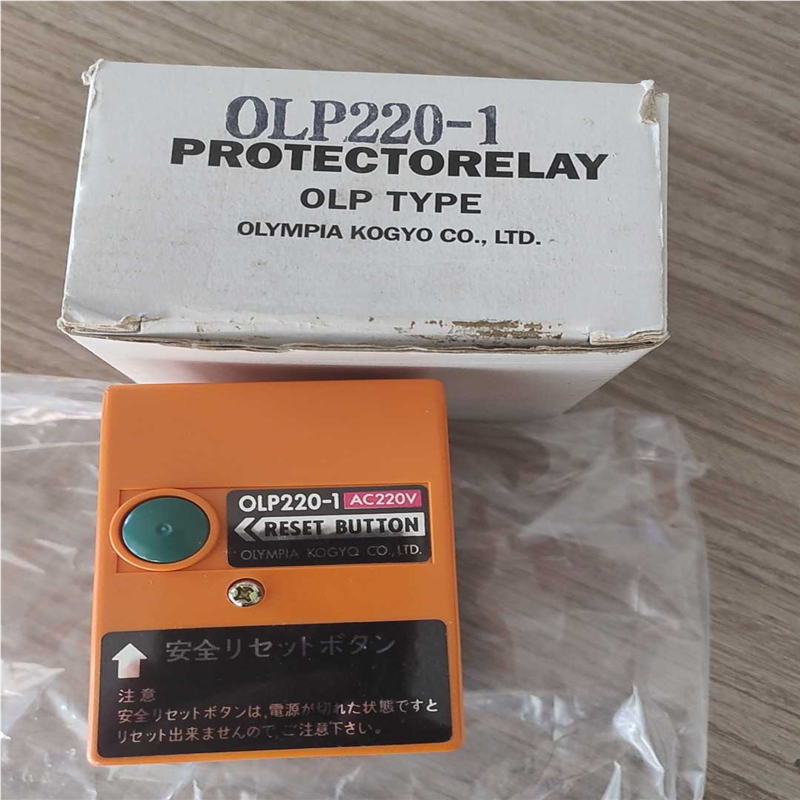 OLP220-1
PROTECTORELAY
OLP TYPE
OLYMPIA KOGYO CO., LTD.
OLP220-1 AC220V
RESET BUTTON
OLYMPIA KOGYO CO., LTD.
安全リセットボタン
注意
安全リセットボタンは,電源が切れた状態ですと
リセット出来ませんので,ご注意下さい。